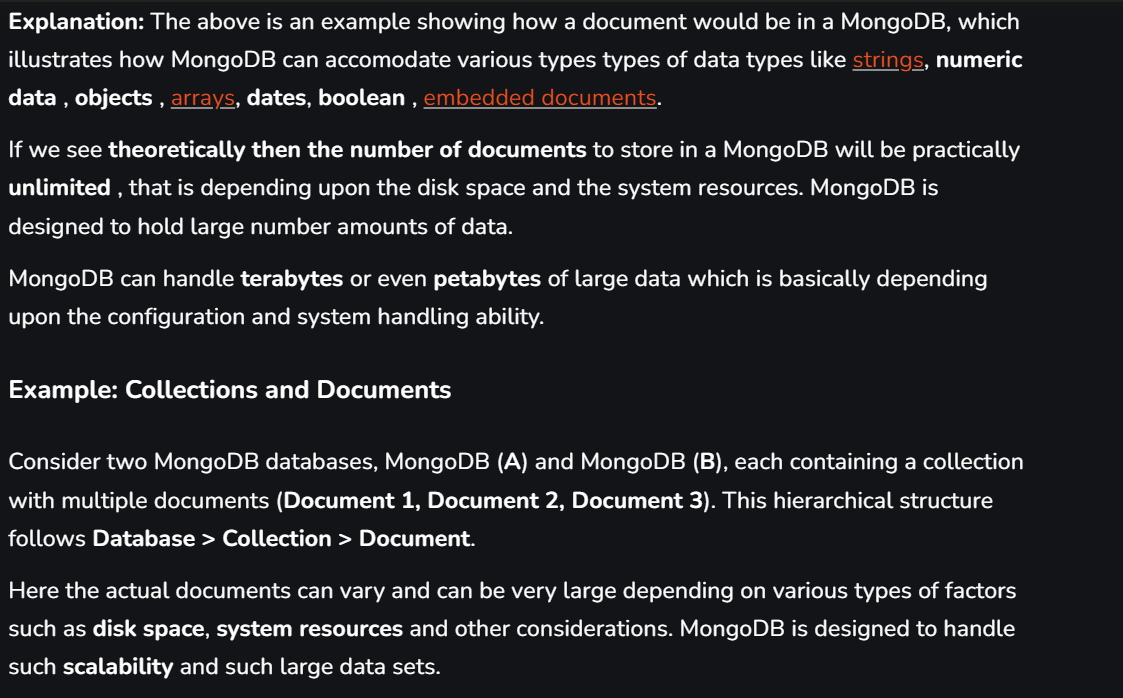 Explanation: The above is an example showing how a document would be in a MongoDB, which
illustrates how MongoDB can accomodate various types types of data types like strings, numeric
data , objects , arrays, dates, boolean , embedded documents.
If we see theoretically then the number of documents to store in a MongoDB will be practically
unlimited , that is depending upon the disk space and the system resources. MongoDB is
designed to hold large number amounts of data.
MongoDB can handle terabytes or even petabytes of large data which is basically depending
upon the configuration and system handling ability.
Example: Collections and Documents
Consider two MongoDB databases, MongoDB (A) and MongoDB (B), each containing a collection
with multiple documents (Document 1, Document 2, Document 3). This hierarchical structure
follows Database > Collection > Document.
Here the actual documents can vary and can be very large depending on various types of factors
such as disk space, system resources and other considerations. MongoDB is designed to handle
such scalability and such large data sets.